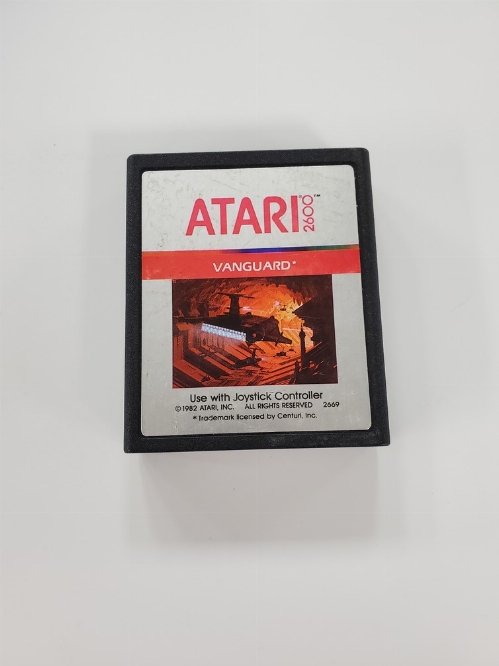 ATARI® 2600™
VANGUARD*
Use with Joystick Controller
©1982 ATARI, INC. ALL RIGHTS RESERVED 2669
*Trademark licensed by Centuri, Inc.